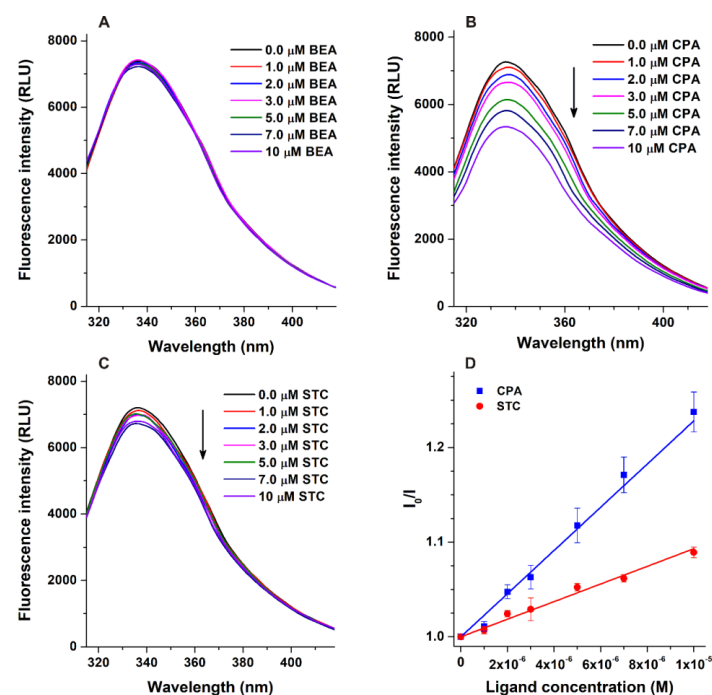 A
Fluorescence intensity (RLU)
8000
6000
4000
2000
0
320
340
360
380
400
Wavelength (nm)
0.0 μM BEA
1.0 μM BEA
2.0 μM BEA
3.0 μM BEA
5.0 μM BEA
7.0 μM BEA
10 μM BEA
B
Fluorescence intensity (RLU)
8000
6000
4000
2000
0
320
360
400
Wavelength (nm)
0.0 μM CPA
1.0 μM CPA
2.0 μM CPA
3.0 μM CPA
5.0 μM CPA
7.0 μM CPA
10 μM CPA
C
Fluorescence intensity (RLU)
8000
6000
4000
2000
0
320
340
360
380
400
Wavelength (nm)
0.0 μM STC
1.0 μM STC
2.0 μM STC
3.0 μM STC
5.0 μM STC
7.0 μM STC
10 μM STC
D
CPA
STC
I₀/I
1.2
1.1
1.0
0
2x10⁻⁶
4x10⁻⁶
6x10⁻⁶
8x10⁻⁶
1x10⁻⁵
Ligand concentration (M)